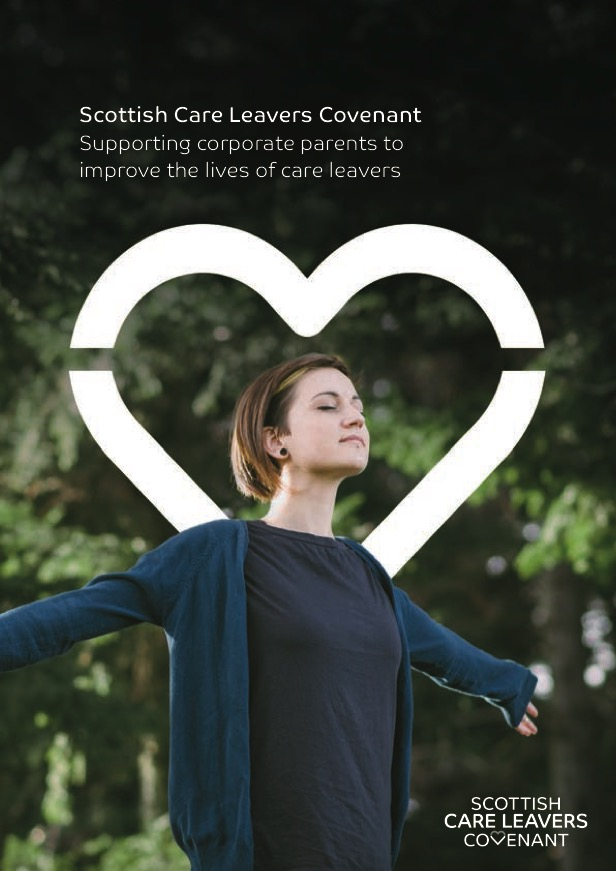 Scottish Care Leavers Covenant
Supporting corporate parents to
improve the lives of care leavers
SCOTTISH
CARE LEAVERS
COVENANT